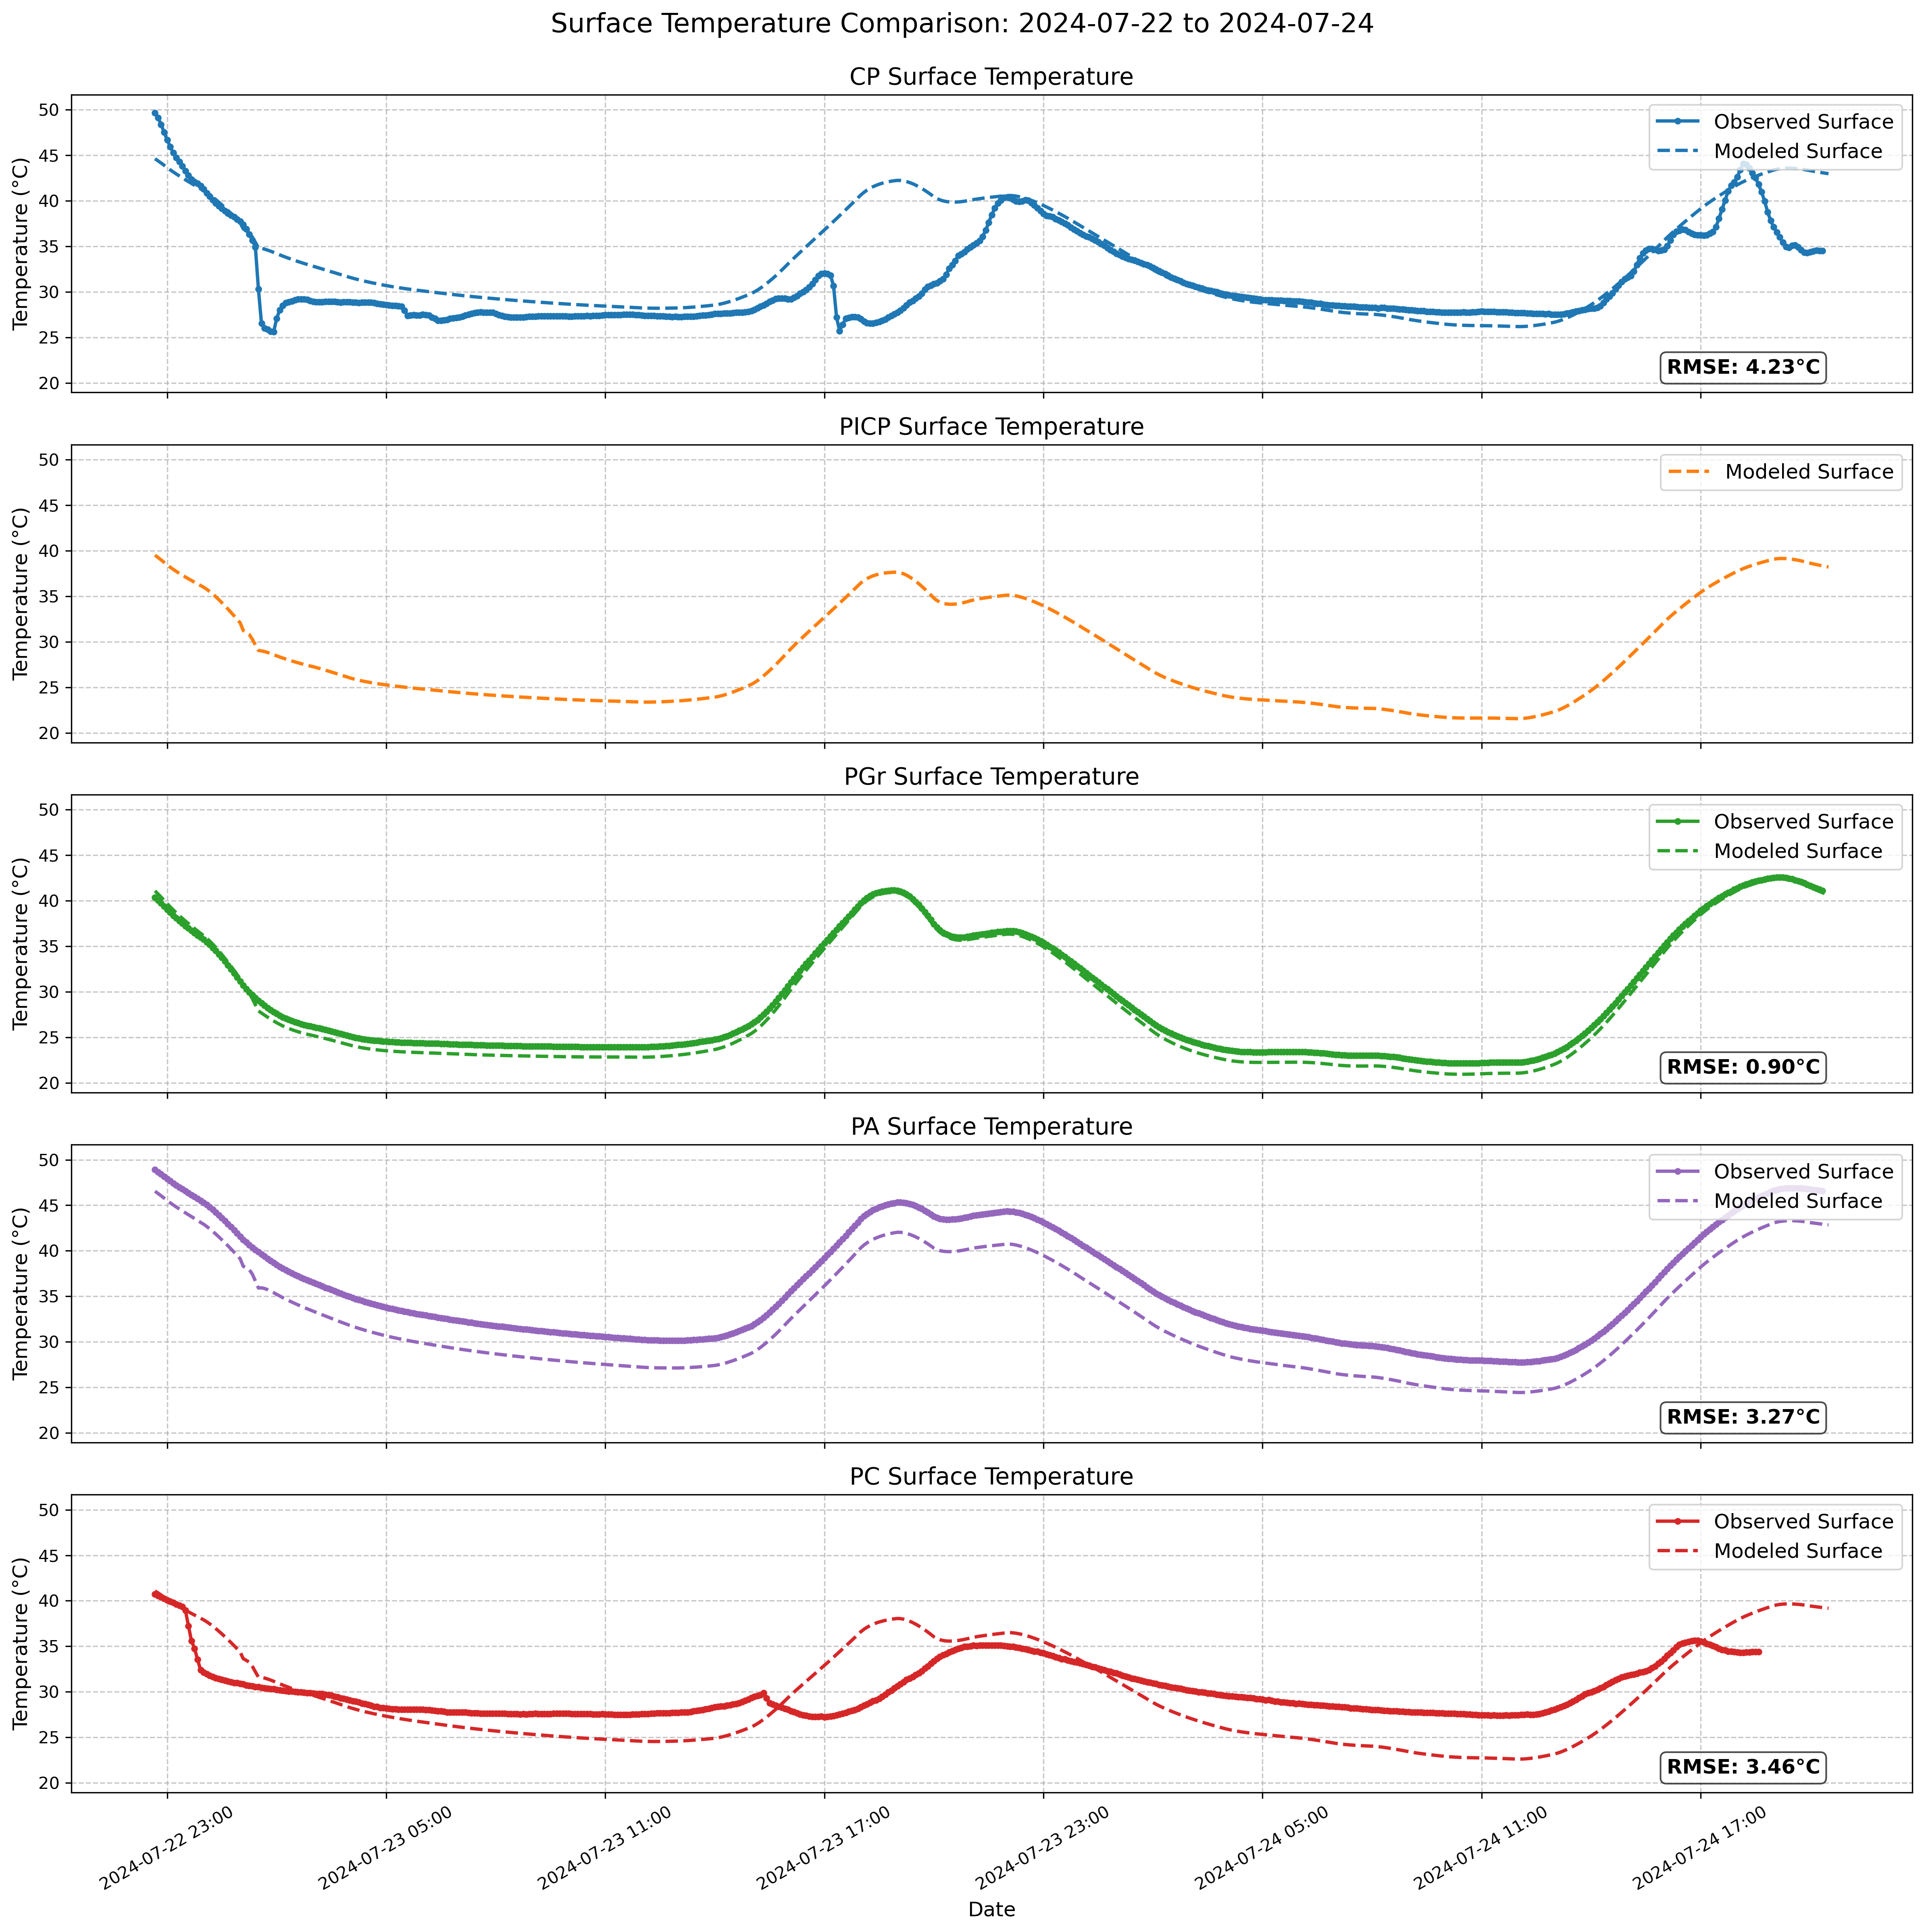 Surface Temperature Comparison: 2024-07-22 to 2024-07-24
CP Surface Temperature
Temperature (°C)
50
45
40
35
30
25
20
Observed Surface
Modeled Surface
RMSE: 4.23°C
PICP Surface Temperature
Temperature (°C)
50
45
40
35
30
25
20
Modeled Surface
PGr Surface Temperature
Temperature (°C)
50
45
40
35
30
25
20
Observed Surface
Modeled Surface
RMSE: 0.90°C
PA Surface Temperature
Temperature (°C)
50
45
40
35
30
25
20
Observed Surface
Modeled Surface
RMSE: 3.27°C
PC Surface Temperature
Temperature (°C)
50
45
40
35
30
25
20
Observed Surface
Modeled Surface
RMSE: 3.46°C
2024-07-22 23:00
2024-07-23 05:00
2024-07-23 11:00
2024-07-23 17:00
2024-07-23 23:00
2024-07-24 05:00
2024-07-24 11:00
2024-07-24 17:00
Date